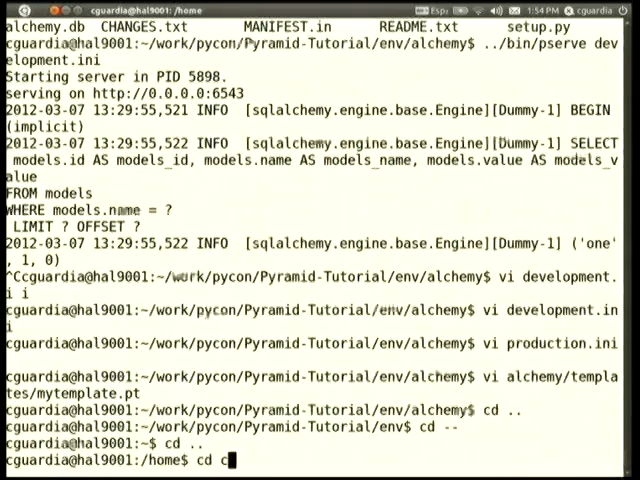 cguardia@hal9001: /home
Esp
1:54 PM
cguardia
alchemy.db  CHANGES.txt       MANIFEST.in       README.txt      setup.py
cguardia@hal9001:~/work/pycon/Pyramid-Tutorial/env/alchemy$ ../bin/pserve dev
elopment.ini
Starting server in PID 5898.
serving on http://0.0.0.0:6543
2012-03-07 13:29:55,521 INFO  [sqlalchemy.engine.base.Engine][Dummy-1] BEGIN
(implicit)
2012-03-07 13:29:55,522 INFO  [sqlalchemy.engine.base.Engine][Dummy-1] SELECT
 models.id AS models_id, models.name AS models_name, models.value AS models_v
alue
FROM models
WHERE models.name = ?
 LIMIT ? OFFSET ?
2012-03-07 13:29:55,522 INFO  [sqlalchemy.engine.base.Engine][Dummy-1] ('one'
, 1, 0)
^Ccguardia@hal9001:~/work/pycon/Pyramid-Tutorial/env/alchemy$ vi development.
i i
cguardia@hal9001:~/work/pycon/Pyramid-Tutorial/env/alchemy$ vi development.in
i
cguardia@hal9001:~/work/pycon/Pyramid-Tutorial/env/alchemy$ vi production.ini
cguardia@hal9001:~/work/pycon/Pyramid-Tutorial/env/alchemy$ vi alchemy/templa
tes/mytemplate.pt
cguardia@hal9001:~/work/pycon/Pyramid-Tutorial/env/alchemy$ cd ..
cguardia@hal9001:~/work/pycon/Pyramid-Tutorial/env$ cd --
cguardia@hal9001:~$ cd ..
cguardia@hal9001:/home$ cd c